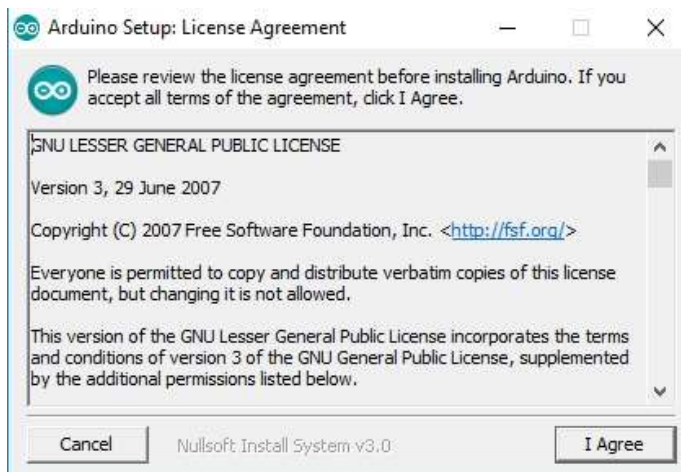 Arduino Setup: License Agreement
Please review the license agreement before installing Arduino. If you
accept all terms of the agreement, click I Agree.
GNU LESSER GENERAL PUBLIC LICENSE
Version 3, 29 June 2007
Copyright (C) 2007 Free Software Foundation, Inc. <http://fsf.org/>
Everyone is permitted to copy and distribute verbatim copies of this license
document, but changing it is not allowed.
This version of the GNU Lesser General Public License incorporates the terms
and conditions of version 3 of the GNU General Public License, supplemented
by the additional permissions listed below.
Cancel Nullsoft Install System v3.0 I Agree